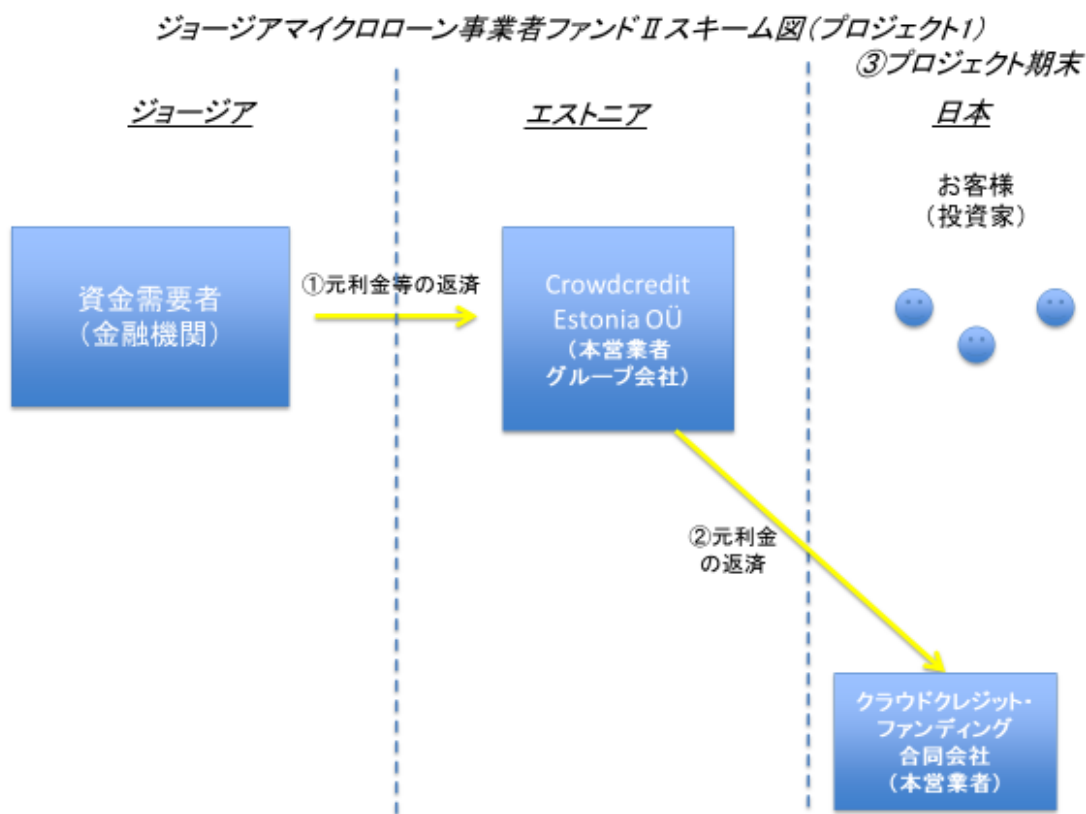 ジョージアマイクロローン事業者ファンドⅡスキーム図(プロジェクト1)
③プロジェクト期末
ジョージア
エストニア
日本
お客様
(投資家)
資金需要者
(金融機関)
①元利金等の返済
Crowdcredit
Estonia OÜ
(本営業者
グループ会社)
②元利金
の返済
クラウドクレジット・
ファンディング
合同会社
(本営業者)